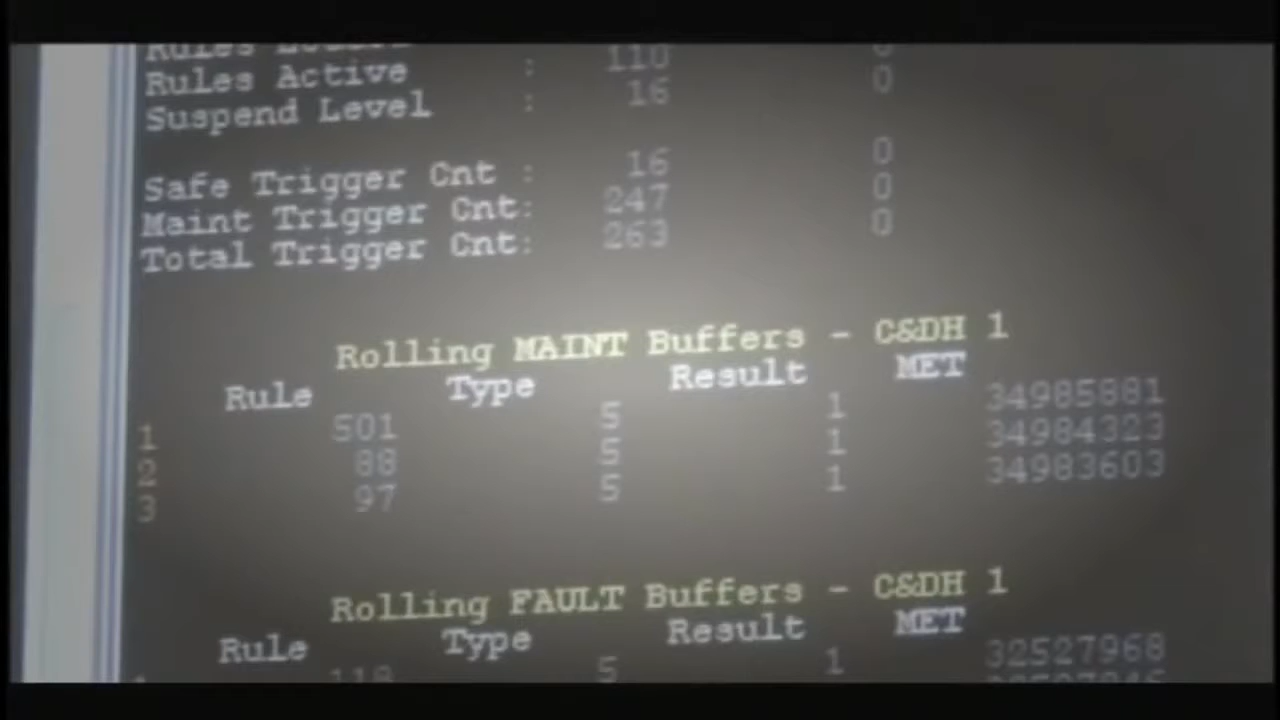 Rules
Rules Active : 110 0
Suspend Level : 16 0
Safe Trigger Cnt : 16 0
Maint Trigger Cnt: 247 0
Total Trigger Cnt: 263 0
Rolling MAINT Buffers - C&DH 1
Rule Type Result MET
1 501 5 1 34985881
2 88 5 1 34984323
3 97 5 1 34983603
Rolling FAULT Buffers - C&DH 1
Rule Type Result MET
118 5 1 32527968